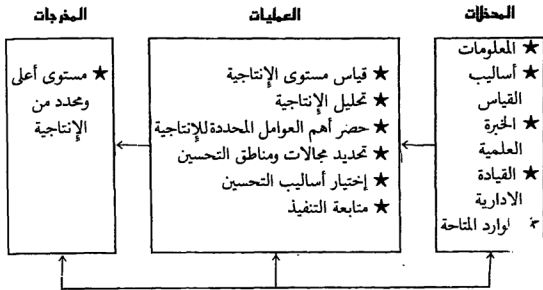 المدخلات
★ المعلومات
★ أساليب
القياس
★ الخبرة
العلمية
★ القيادة
الادارية
لوارد المتاحة
العمليات
★ قياس مستوى الإنتاجية
★ تحليل الإنتاجية
★ حصر أهم العوامل المحددة للإنتاجية
★ تحديد مجالات ومناطق التحسين
★ إختيار أساليب التحسين
★ متابعة التنفيذ
المخرجات
★ مستوى أعلى
ومحدد من
الإنتاجية